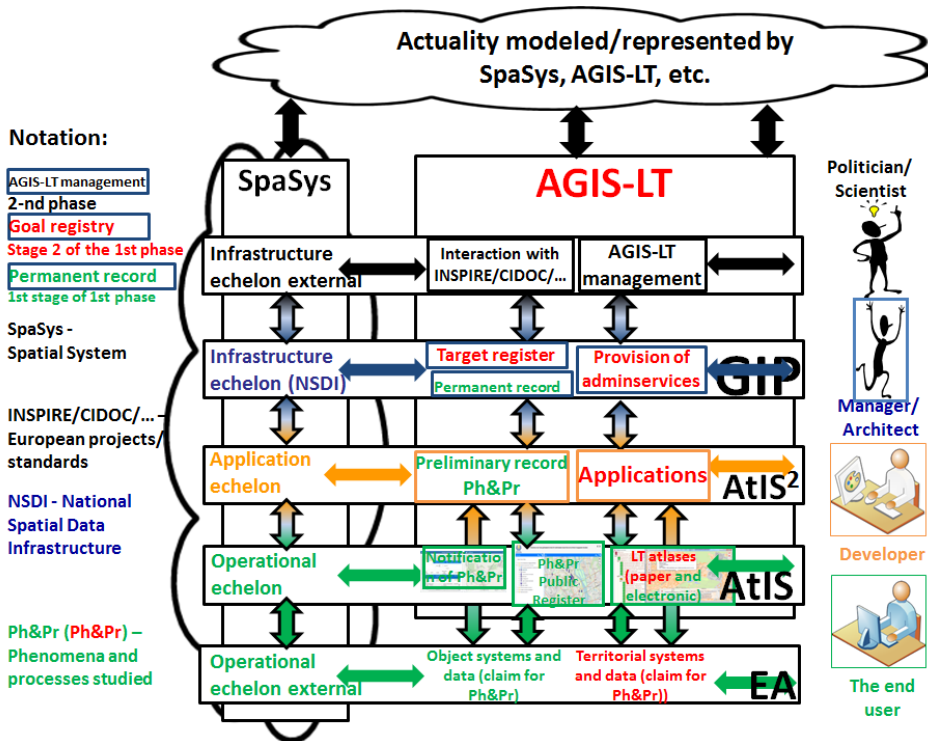 Actuality modeled/represented by
SpaSys, AGIS-LT, etc.
Notation:
AGIS-LT management
2-nd phase
Goal registry
Stage 2 of the 1st phase
Permanent record
1st stage of 1st phase
SpaSys -
Spatial System
INSPIRE/CIDOC/... –
European projects/
standards
NSDI - National
Spatial Data
Infrastructure
Ph&Pr (Ph&Pr) –
Phenomena and
processes studied
SpaSys
AGIS-LT
Infrastructure
echelon external
Interaction with
INSPIRE/CIDOC/...
AGIS-LT
management
Infrastructure
echelon (NSDI)
Target register
Permanent record
Provision of
adminservices
GIP
Application
echelon
Preliminary record
Ph&Pr
Applications
AtIS²
Operational
echelon
Notificatio
n of Ph&Pr
Ph&Pr
Public
Register
LT atlases
(paper and
electronic)
AtIS
Operational
echelon external
Object systems and
data (claim for
Ph&Pr)
Territorial systems
and data (claim for
Ph&Pr))
EA
Politician/
Scientist
Manager/
Architect
Developer
The end
user